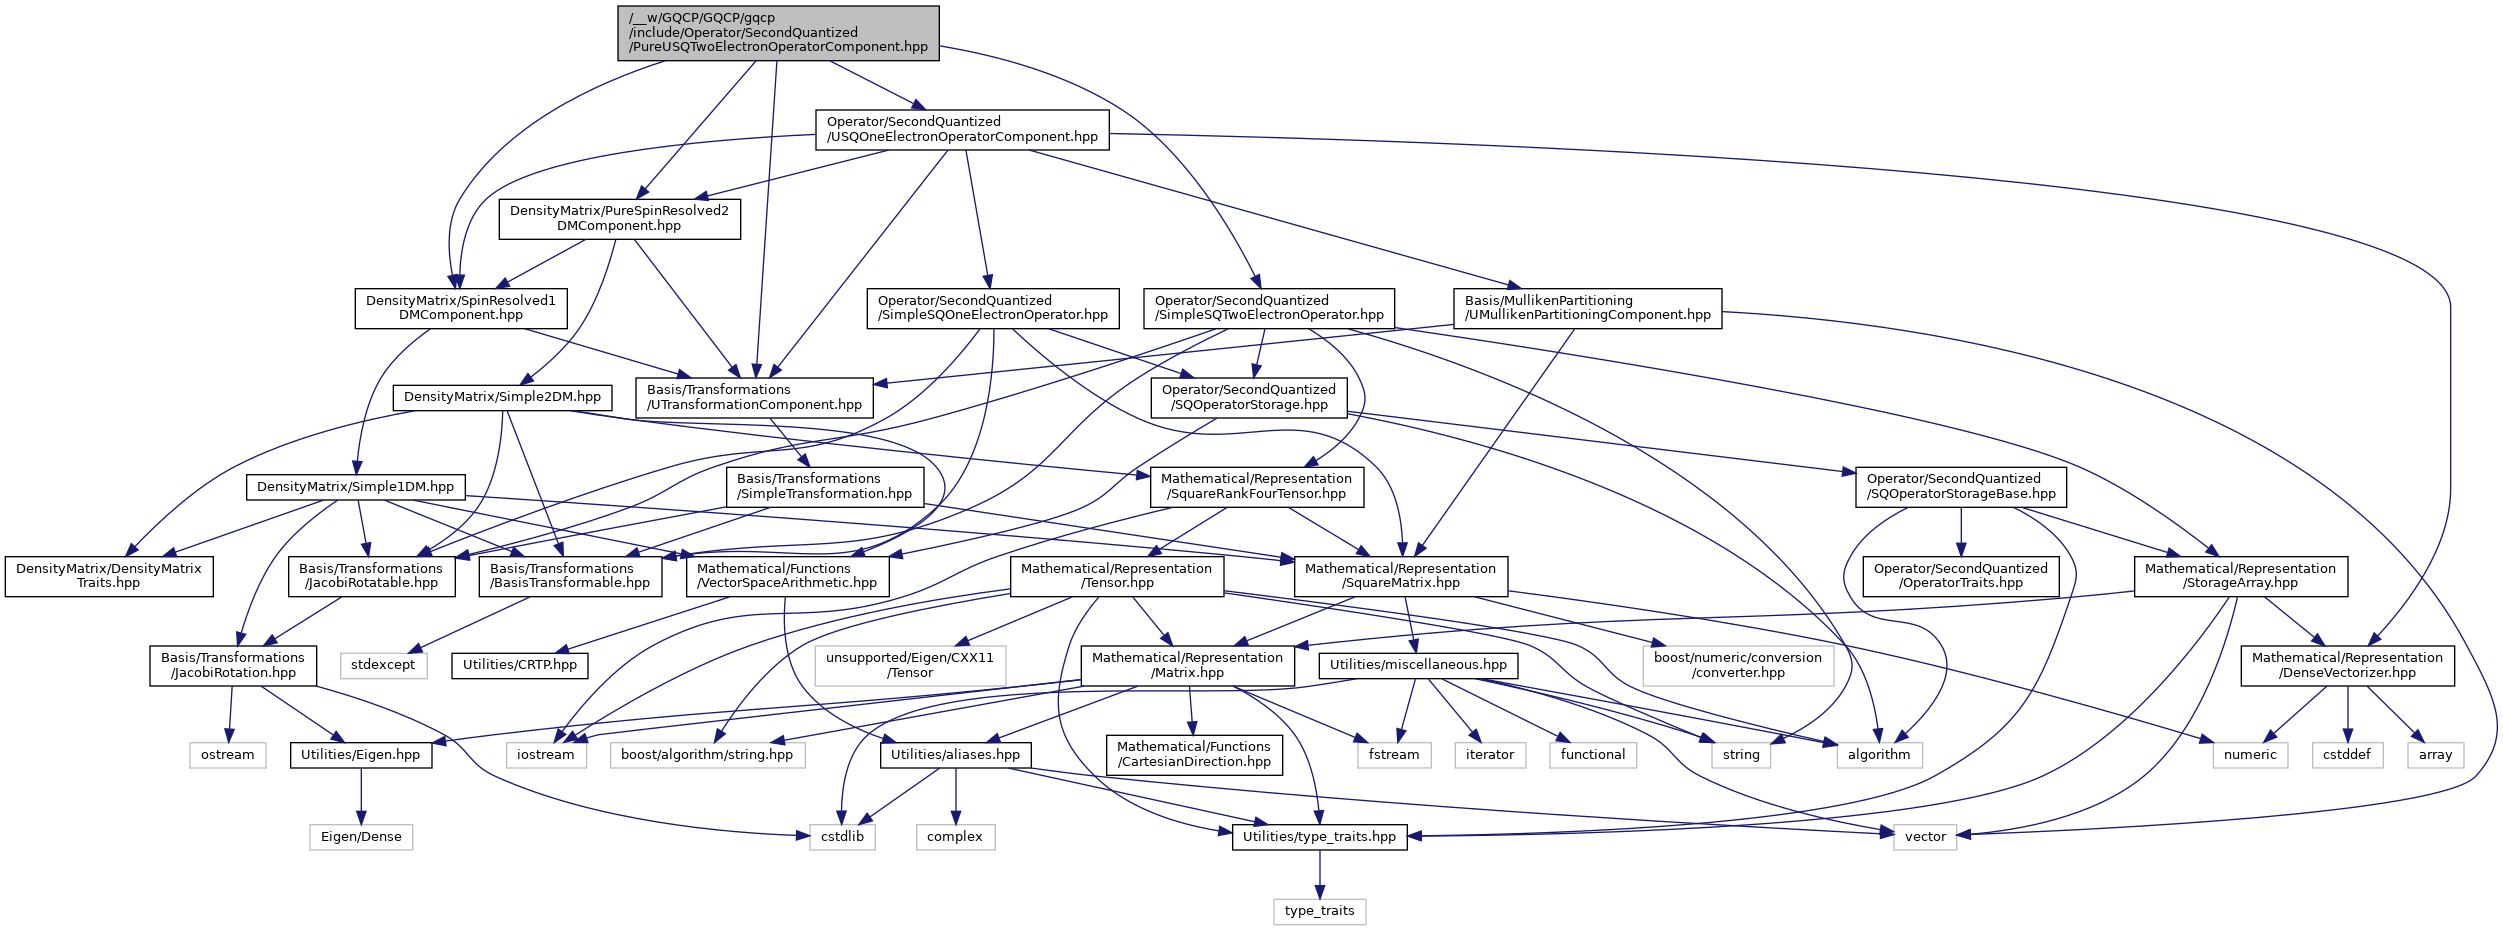 /__w/GQCP/GQCP/gqcp
/include/Operator/SecondQuantized
/PureUSQTwoElectronOperatorComponent.hpp
Operator/SecondQuantized
/USQOneElectronOperatorComponent.hpp
DensityMatrix/PureSpinResolved2
DMComponent.hpp
DensityMatrix/SpinResolved1
DMComponent.hpp
Operator/SecondQuantized
/SimpleSQOneElectronOperator.hpp
Operator/SecondQuantized
/SimpleSQTwoElectronOperator.hpp
Basis/MullikenPartitioning
/UMullikenPartitioningComponent.hpp
DensityMatrix/Simple2DM.hpp
Basis/Transformations
/UTransformationComponent.hpp
Operator/SecondQuantized
/SQOperatorStorage.hpp
DensityMatrix/Simple1DM.hpp
Basis/Transformations
/SimpleTransformation.hpp
Mathematical/Representation
/SquareRankFourTensor.hpp
Operator/SecondQuantized
/SQOperatorStorageBase.hpp
DensityMatrix/DensityMatrix
Traits.hpp
Basis/Transformations
/JacobiRotatable.hpp
Basis/Transformations
/BasisTransformable.hpp
Mathematical/Functions
/VectorSpaceArithmetic.hpp
Mathematical/Representation
/Tensor.hpp
Mathematical/Representation
/SquareMatrix.hpp
Operator/SecondQuantized
/OperatorTraits.hpp
Mathematical/Representation
/StorageArray.hpp
Basis/Transformations
/JacobiRotation.hpp
stdexcept
Utilities/CRTP.hpp
unsupported/Eigen/CXX11
/Tensor
Mathematical/Representation
/Matrix.hpp
Utilities/miscellaneous.hpp
boost/numeric/conversion
/converter.hpp
Mathematical/Representation
/DenseVectorizer.hpp
ostream
Utilities/Eigen.hpp
iostream
boost/algorithm/string.hpp
Utilities/aliases.hpp
Mathematical/Functions
/CartesianDirection.hpp
fstream
iterator
functional
string
algorithm
numeric
cstddef
array
Eigen/Dense
cstdlib
complex
Utilities/type_traits.hpp
vector
type_traits